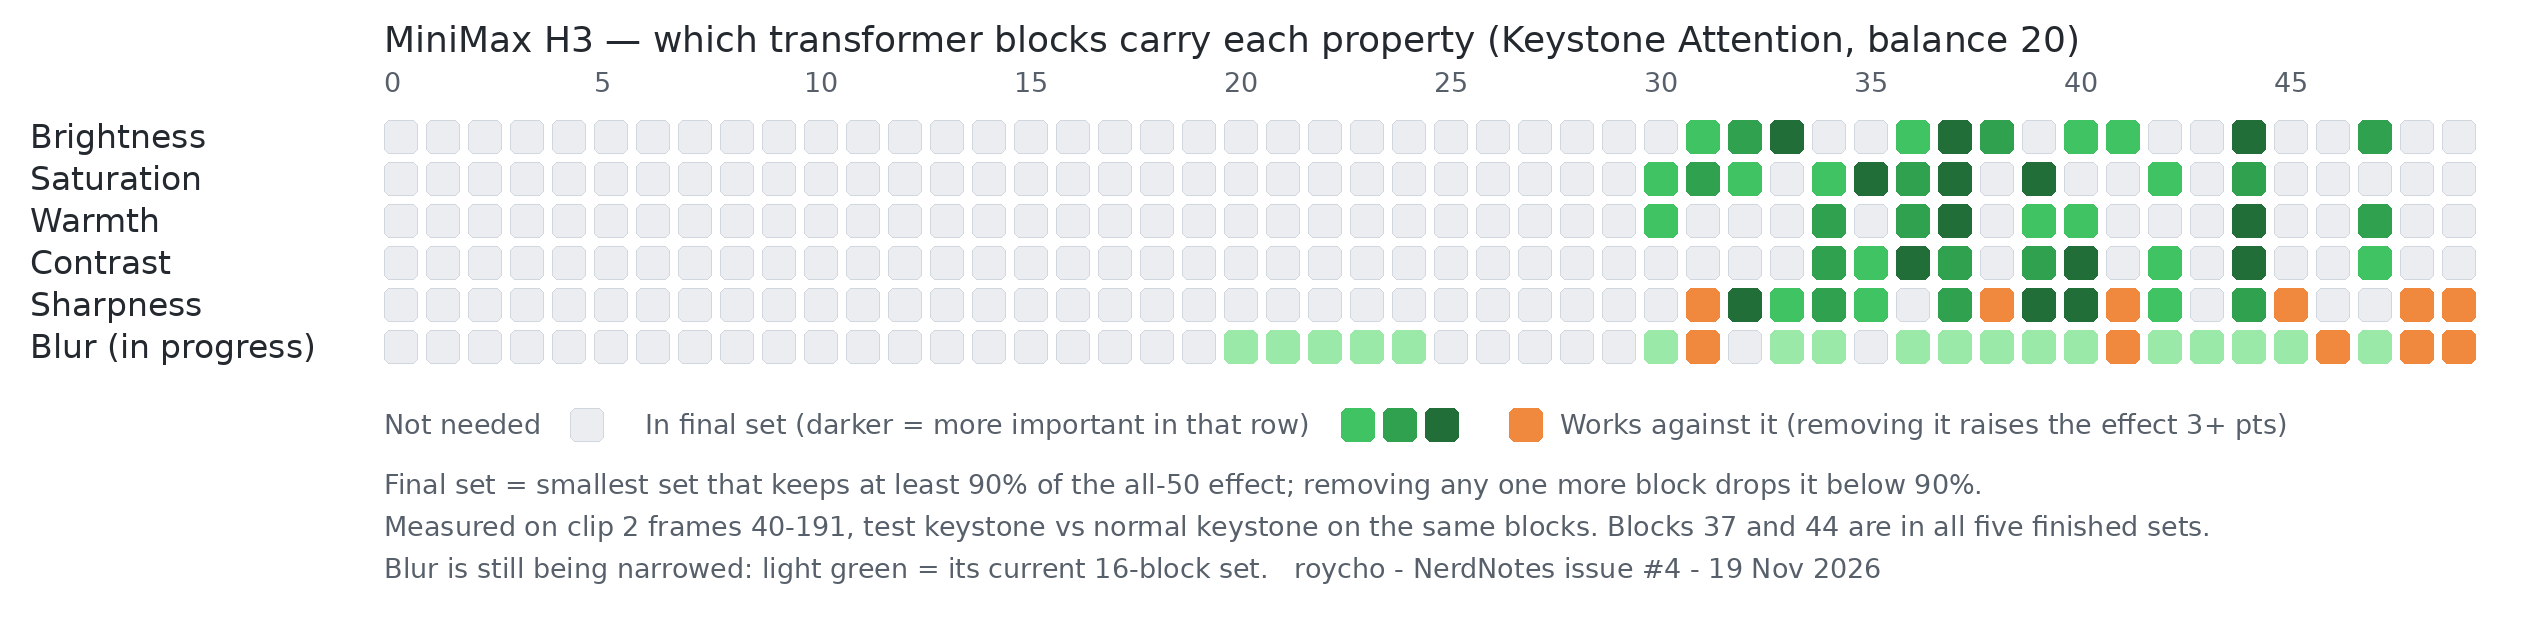 MiniMax H3 — which transformer blocks carry each property (Keystone Attention, balance 20)
0 5 10 15 20 25 30 35 40 45
Brightness
Saturation
Warmth
Contrast
Sharpness
Blur (in progress)
Not needed In final set (darker = more important in that row) Works against it (removing it raises the effect 3+ pts)
Final set = smallest set that keeps at least 90% of the all-50 effect; removing any one more block drops it below 90%.
Measured on clip 2 frames 40-191, test keystone vs normal keystone on the same blocks. Blocks 37 and 44 are in all five finished sets.
Blur is still being narrowed: light green = its current 16-block set. roycho - NerdNotes issue #4 - 19 Nov 2026